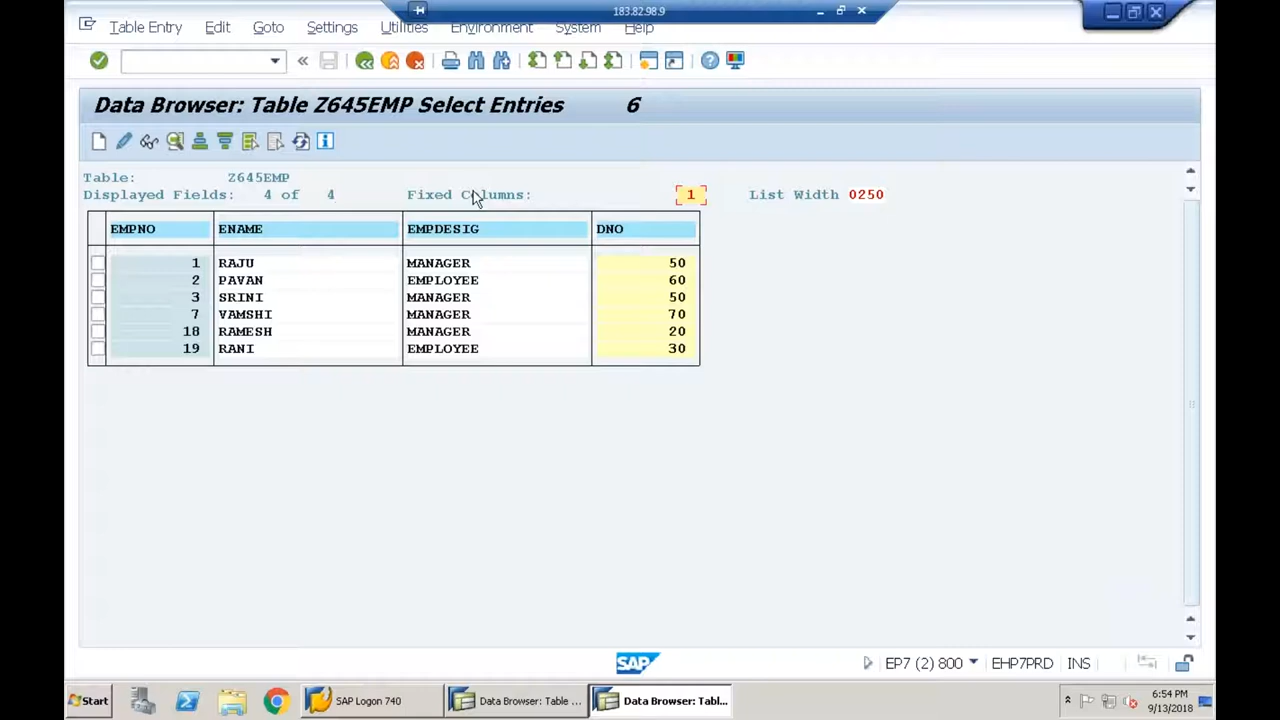 183.82.98.9
Table Entry Edit Goto Settings Utilities Environment System Help
Data Browser: Table Z645EMP Select Entries 6
Table: Z645EMP
Displayed Fields: 4 of 4 Fixed Columns: 1 List Width 0250
EMPNO ENAME EMPDESIG DNO
1 RAJU MANAGER 50
2 PAVAN EMPLOYEE 60
3 SRINI MANAGER 50
7 VAMSHI MANAGER 70
18 RAMESH MANAGER 20
19 RANI EMPLOYEE 30
SAP EP7 (2) 800 EHP7PRD INS
Start SAP Logon 740 Data Browser: Table ... Data Browser: Tabl... 6:54 PM
9/13/2018